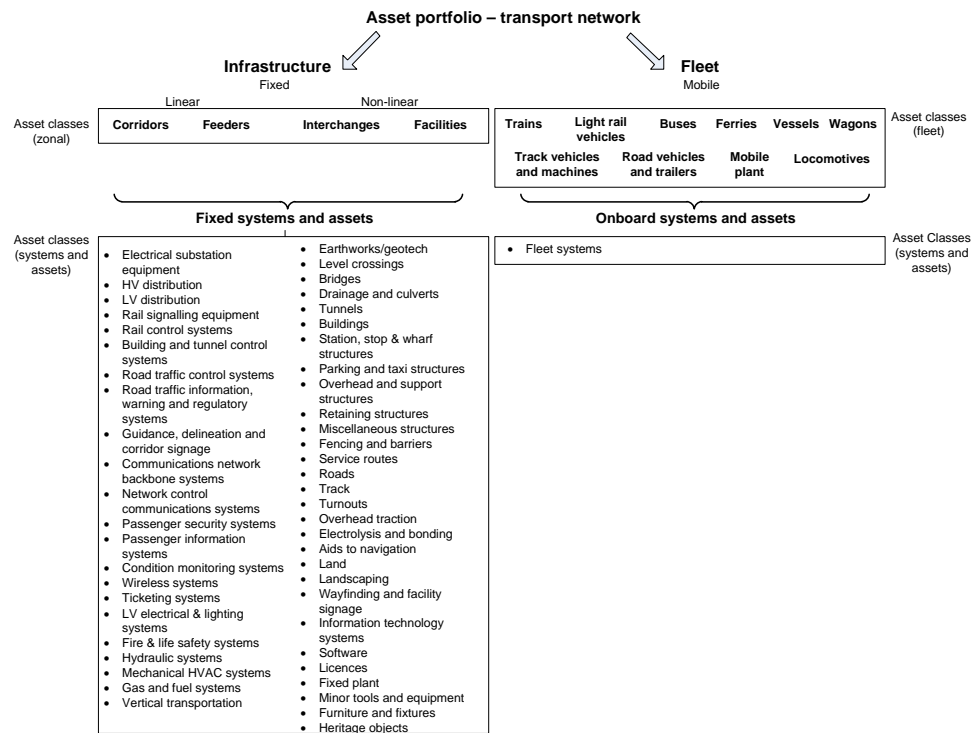 Asset portfolio – transport network
Infrastructure
Fixed
Fleet
Mobile
Linear
Non-linear
Asset classes
(zonal)
Corridors
Feeders
Interchanges
Facilities
Trains
Light rail
vehicles
Buses
Ferries
Vessels
Wagons
Track vehicles
and machines
Road vehicles
and trailers
Mobile
plant
Locomotives
Asset classes
(fleet)
Fixed systems and assets
Onboard systems and assets
Asset classes
(systems and
assets)
• Electrical substation
equipment
• HV distribution
• LV distribution
• Rail signalling equipment
• Rail control systems
• Building and tunnel control
systems
• Road traffic control systems
• Road traffic information,
warning and regulatory
systems
• Guidance, delineation and
corridor signage
• Communications network
backbone systems
• Network control
communications systems
• Passenger security systems
• Passenger information
systems
• Condition monitoring systems
• Wireless systems
• Ticketing systems
• LV electrical & lighting
systems
• Fire & life safety systems
• Hydraulic systems
• Mechanical HVAC systems
• Gas and fuel systems
• Vertical transportation
• Earthworks/geotech
• Level crossings
• Bridges
• Drainage and culverts
• Tunnels
• Buildings
• Station, stop & wharf
structures
• Parking and taxi structures
• Overhead and support
structures
• Retaining structures
• Miscellaneous structures
• Fencing and barriers
• Service routes
• Roads
• Track
• Turnouts
• Overhead traction
• Electrolysis and bonding
• Aids to navigation
• Land
• Landscaping
• Wayfinding and facility
signage
• Information technology
systems
• Software
• Licences
• Fixed plant
• Minor tools and equipment
• Furniture and fixtures
• Heritage objects
• Fleet systems
Asset Classes
(systems and
assets)